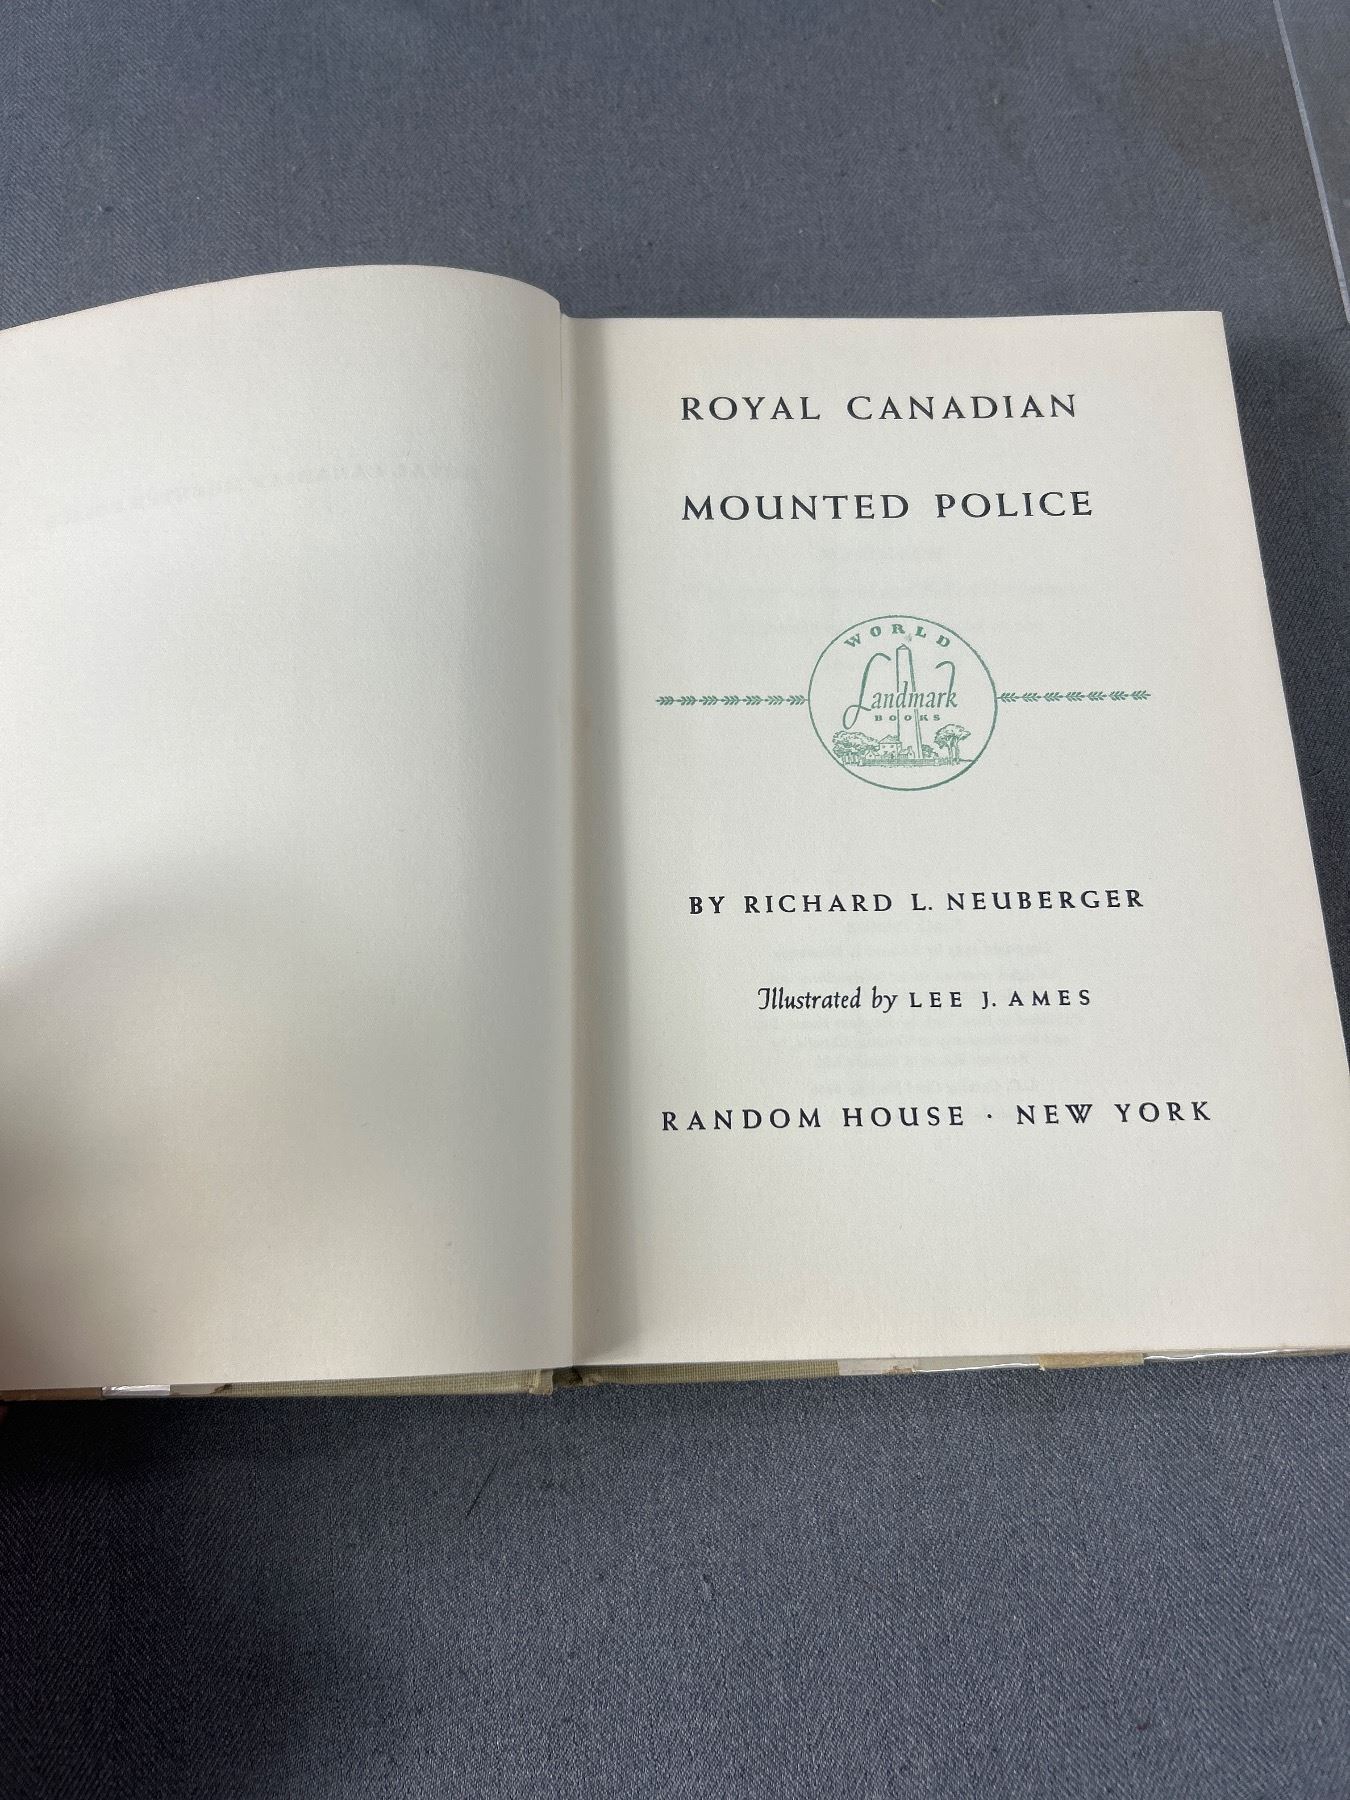 ROYAL CANADIAN
MOUNTED POLICE
WORLD
Landmark
BOOKS
BY RICHARD L. NEUBERGER
Illustrated by LEE J. AMES
RANDOM HOUSE · NEW YORK